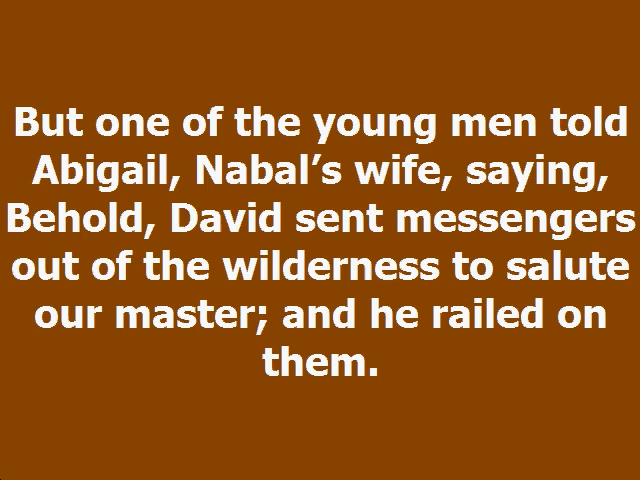 But one of the young men told
Abigail, Nabal’s wife, saying,
Behold, David sent messengers
out of the wilderness to salute
our master; and he railed on
them.